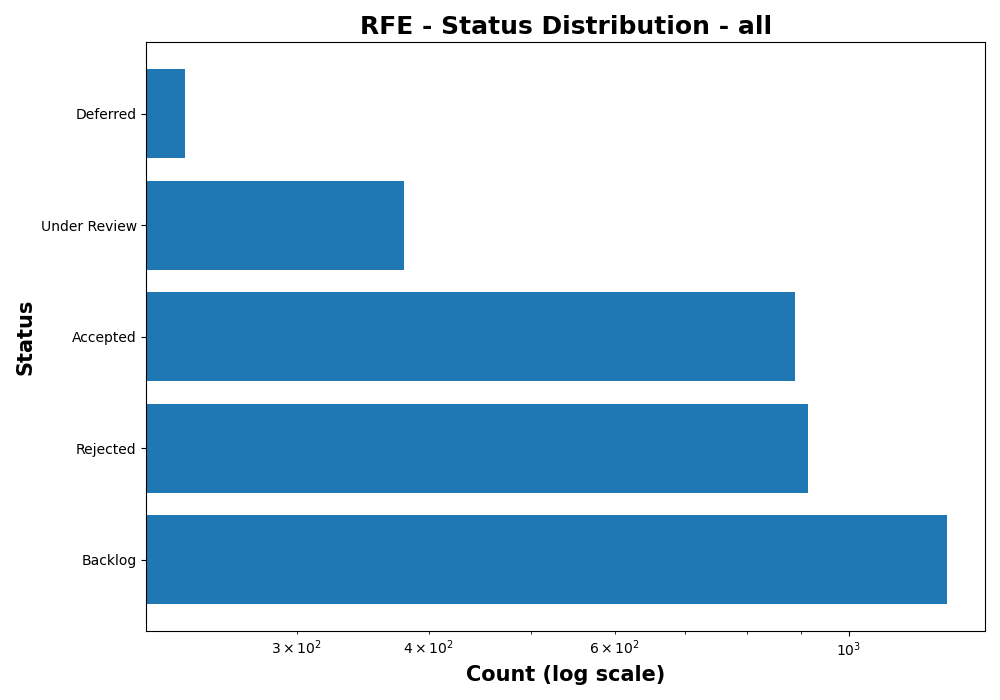 RFE - Status Distribution - all
Status
Deferred
Under Review
Accepted
Rejected
Backlog
3 × 10²
4 × 10²
6 × 10²
10³
Count (log scale)